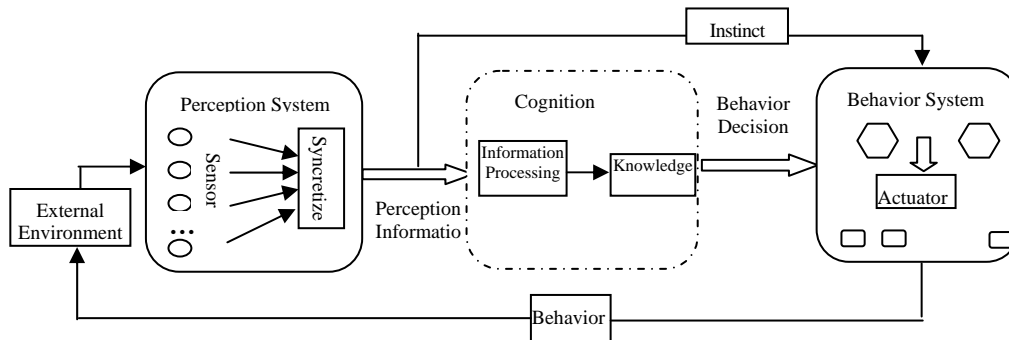 Instinct
Perception System
Cognition
Behavior
Decision
Behavior System
Sensor
Syncretize
Information
Processing
Knowledge
Actuator
External
Environment
Perception
Informatio
...
Behavior